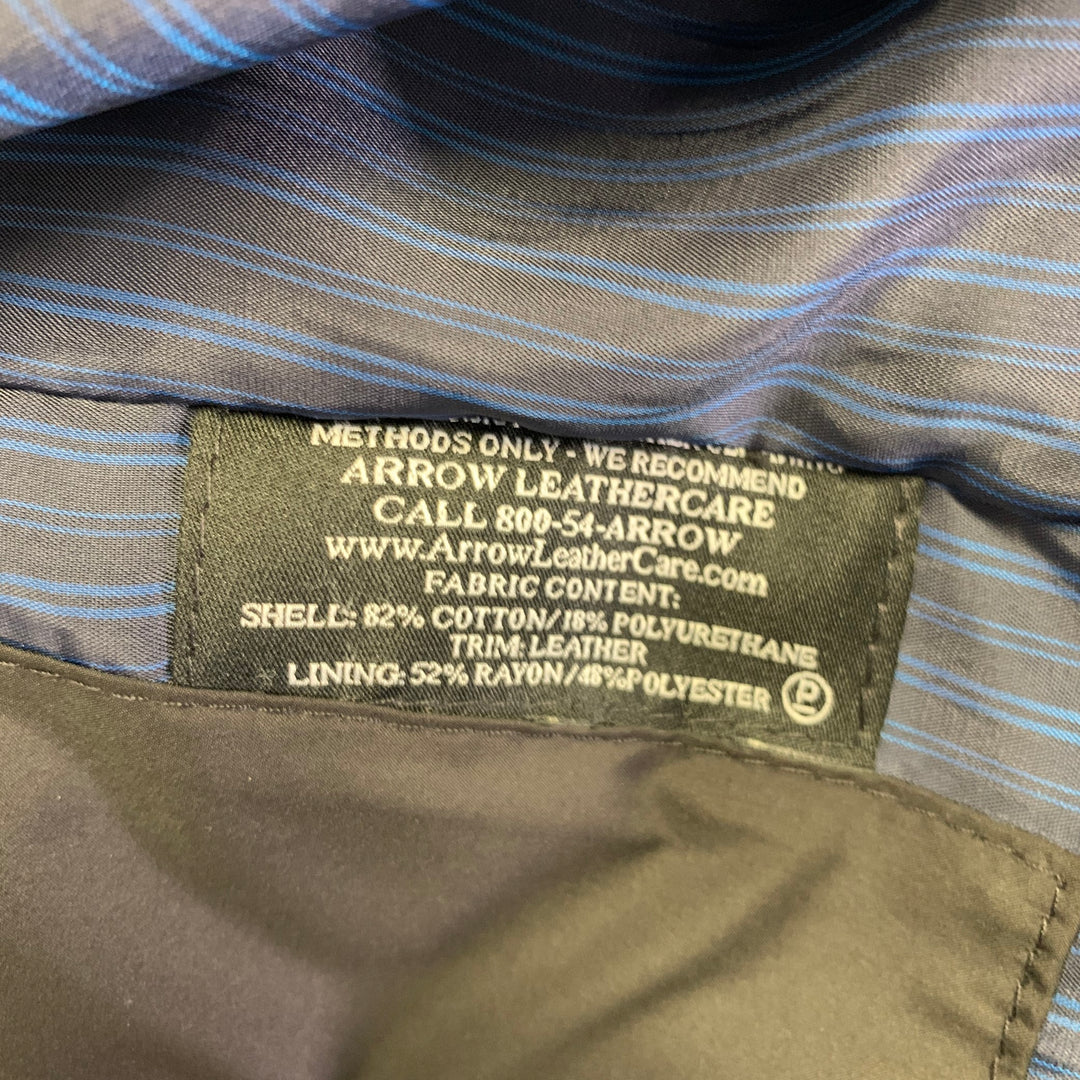 METHODS ONLY - WE RECOMMEND
ARROW LEATHERCARE
CALL 800-54-ARROW
www.ArrowLeatherCare.com
FABRIC CONTENT:
SHELL: 82% COTTON/18% POLYURETHANE
TRIM: LEATHER
LINING: 52% RAYON/48%POLYESTER P